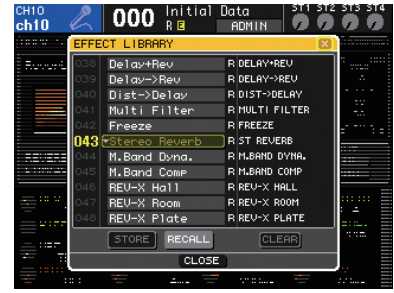 CH10 ch10 000 Initial Data R E ADMIN ST1 ST2 ST3 ST4
EFFECT LIBRARY
038 Delay+Rev R DELAY+REV
039 Delay->Rev R DELAY->REV
040 Dist->Delay R DIST->DELAY
041 Multi Filter R MULTI FILTER
042 Freeze R FREEZE
043 Stereo Reverb R ST REVERB
044 M.Band Dyna. R M.BAND DYNA.
045 M.Band Comp R M.BAND COMP
046 REV-X Hall R REV-X HALL
047 REV-X Room R REV-X ROOM
048 REV-X Plate R REV-X PLATE
STORE RECALL CLEAR
CLOSE